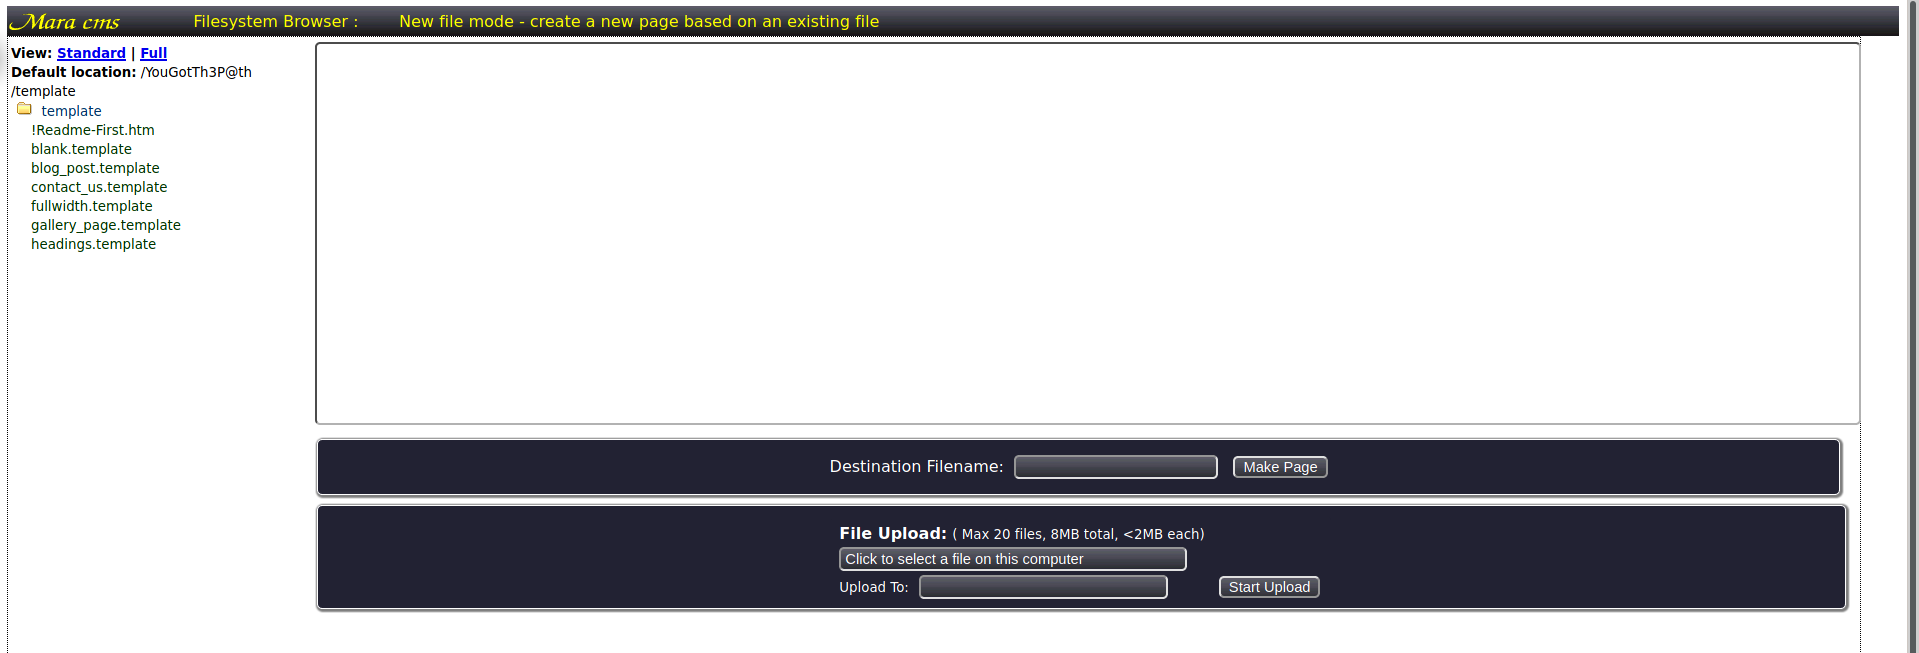 Mara cms Filesystem Browser : New file mode - create a new page based on an existing file
View: Standard | Full
Default location: /YouGotTh3P@th
/template
template
!Readme-First.htm
blank.template
blog_post.template
contact_us.template
fullwidth.template
gallery_page.template
headings.template
Destination Filename: Make Page
File Upload: ( Max 20 files, 8MB total, <2MB each)
Click to select a file on this computer
Upload To: Start Upload